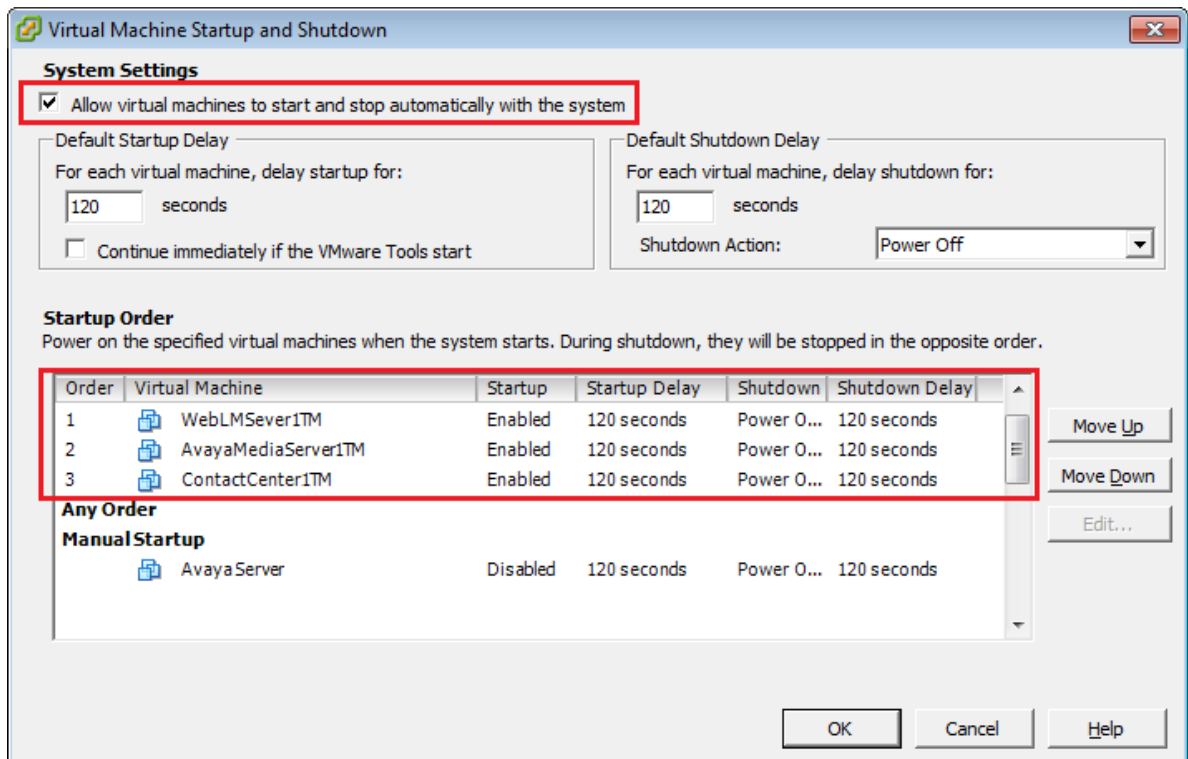 Virtual Machine Startup and Shutdown
System Settings
Allow virtual machines to start and stop automatically with the system
Default Startup Delay
For each virtual machine, delay startup for:
120 seconds
Continue immediately if the VMware Tools start
Default Shutdown Delay
For each virtual machine, delay shutdown for:
120 seconds
Shutdown Action: Power Off
Startup Order
Power on the specified virtual machines when the system starts. During shutdown, they will be stopped in the opposite order.
Order Virtual Machine Startup Startup Delay Shutdown Shutdown Delay
1 WebLMSever1TM Enabled 120 seconds Power O... 120 seconds
2 AvayaMediaServer1TM Enabled 120 seconds Power O... 120 seconds
3 ContactCenter1TM Enabled 120 seconds Power O... 120 seconds
Any Order
Manual Startup
Avaya Server Disabled 120 seconds Power O... 120 seconds
Move Up
Move Down
Edit...
OK Cancel Help